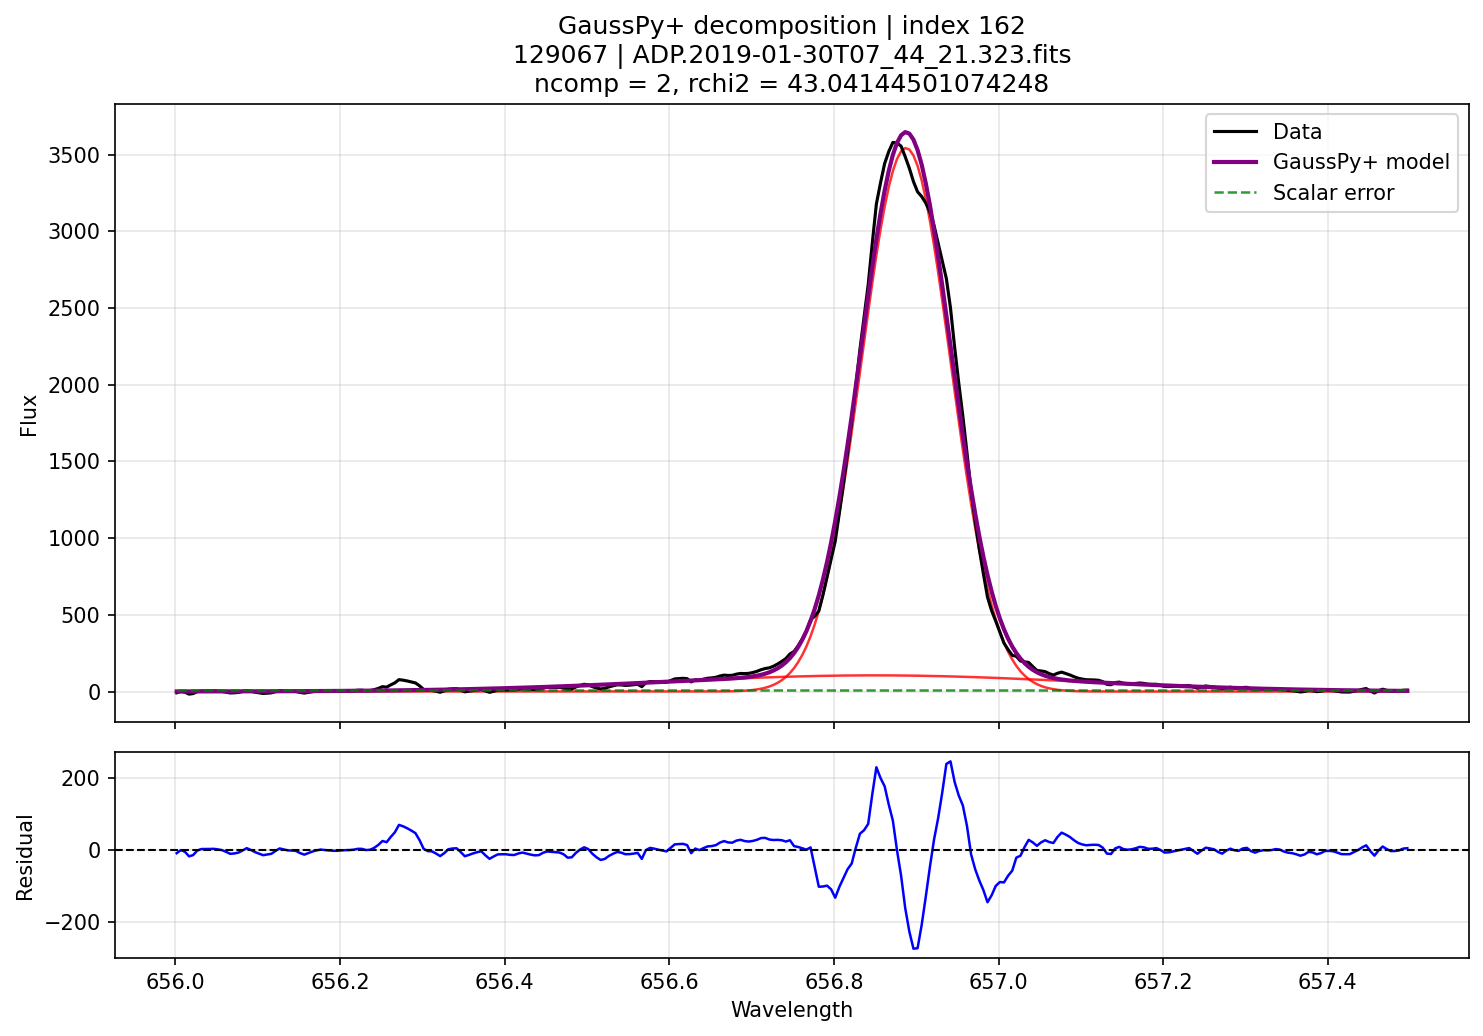 GaussPy+ decomposition | index 162
129067 | ADP.2019-01-30T07_44_21.323.fits
ncomp = 2, rchi2 = 43.04144501074248
Data
GaussPy+ model
Scalar error
Flux
3500
3000
2500
2000
1500
1000
500
0
Residual
200
0
−200
656.0 656.2 656.4 656.6 656.8 657.0 657.2 657.4
Wavelength